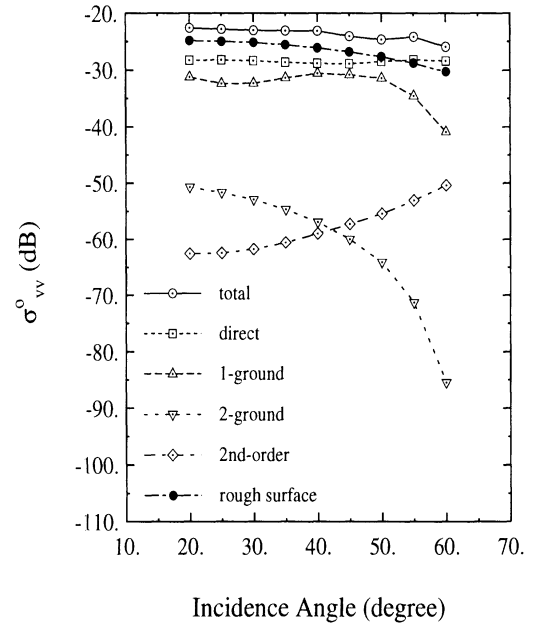 -20.
-30.
-40.
-50.
-60.
-70.
-80.
-90.
-100.
-110.
σ°vv (dB)
total
direct
1-ground
2-ground
2nd-order
rough surface
10. 20. 30. 40. 50. 60. 70.
Incidence Angle (degree)